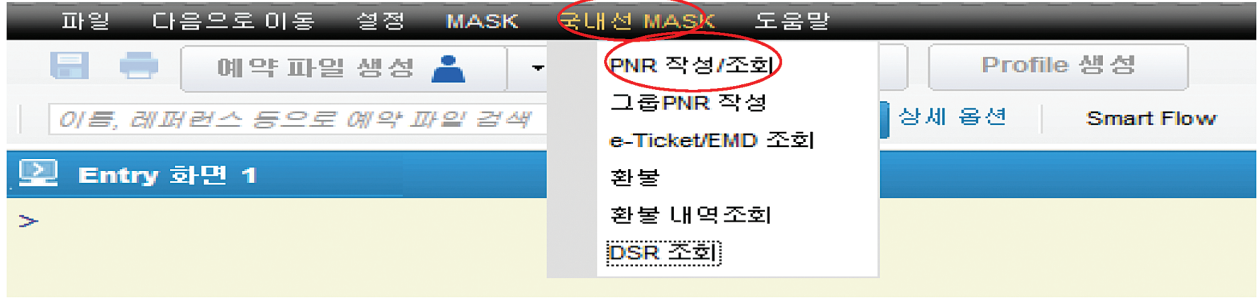 파일 다음으로 이동 설정 MASK 국내선 MASK 도움말
예약 파일 생성 Profile 생성
PNR 작성/조회
그룹PNR 작성
이름, 레퍼런스 등으로 예약 파일 검색 상세 옵션 Smart Flow
e-Ticket/EMD 조회
Entry 화면 1
환불
>
환불 내역조회
DSR 조회